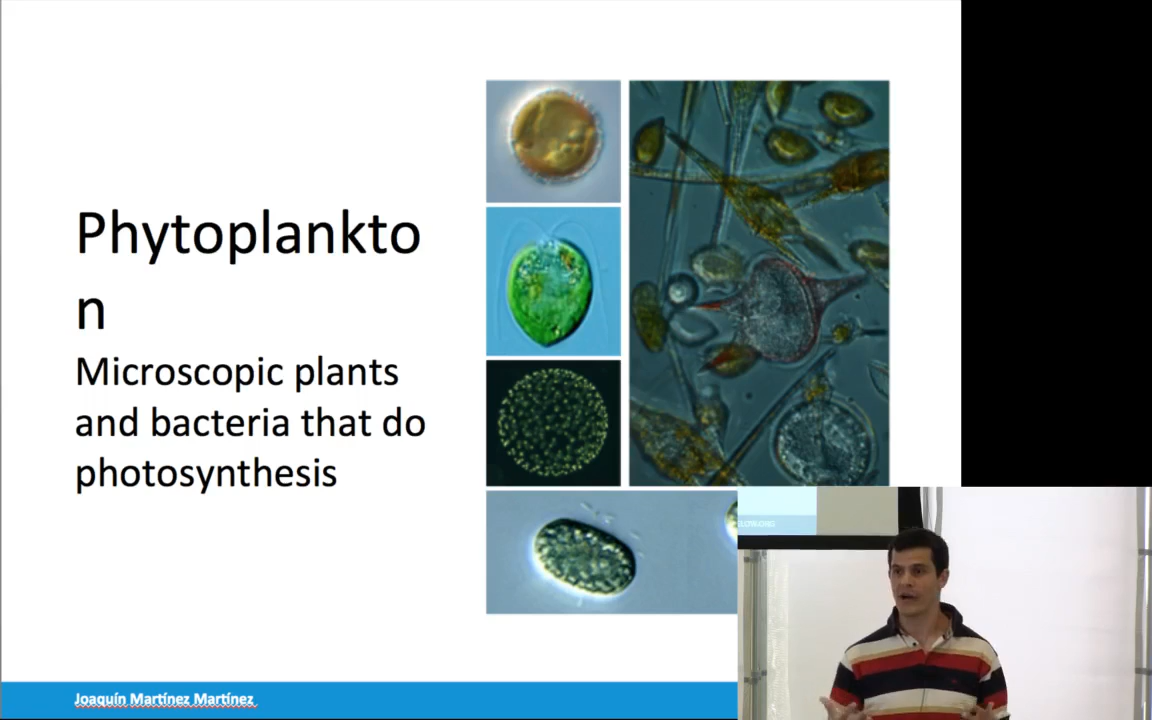 Phytoplankto
n
Microscopic plants
and bacteria that do
photosynthesis
Joaquín Martínez Martínez